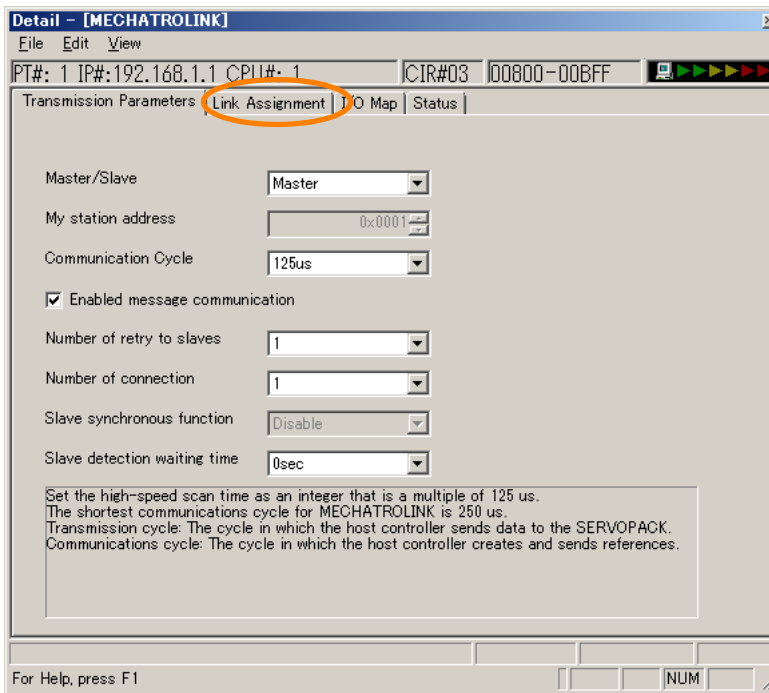 Detail - [MECHATROLINK]
File Edit View
PT#: 1 IP#:192.168.1.1 CPU#: 1 CIR#03 00800-00BFF
Transmission Parameters Link Assignment I/O Map Status
Master/Slave Master
My station address 0x0001
Communication Cycle 125us
Enabled message communication
Number of retry to slaves 1
Number of connection 1
Slave synchronous function Disable
Slave detection waiting time 0sec
Set the high-speed scan time as an integer that is a multiple of 125 us.
The shortest communications cycle for MECHATROLINK is 250 us.
Transmission cycle: The cycle in which the host controller sends data to the SERVOPACK.
Communications cycle: The cycle in which the host controller creates and sends references.
For Help, press F1 NUM